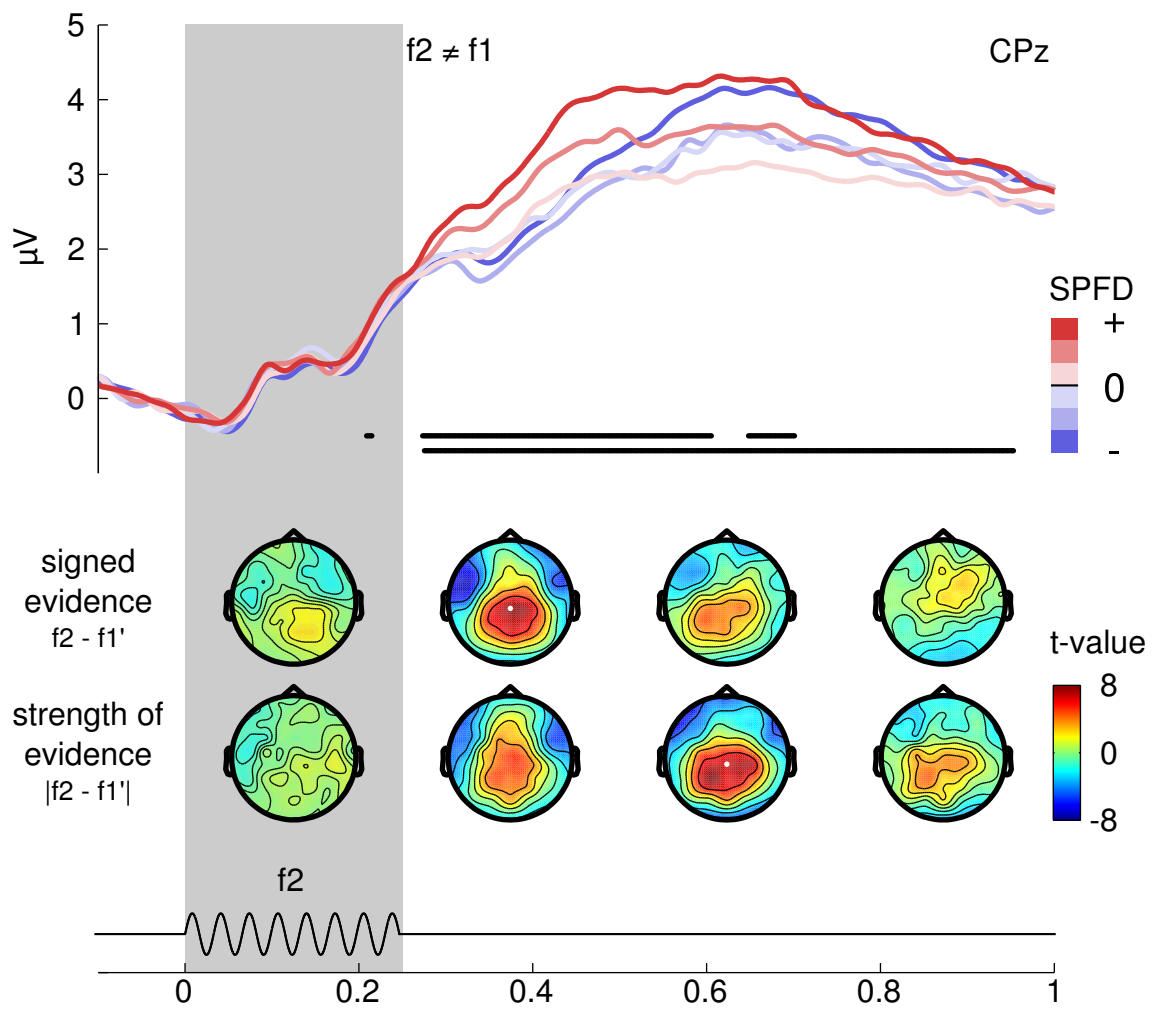 5
f2 ≠ f1
CPz
4
3
2
µV
1
0
SPFD
+
0
-
signed
evidence
f2 - f1'
strength of
evidence
|f2 - f1'|
t-value
8
0
-8
f2
0
0.2
0.4
0.6
0.8
1